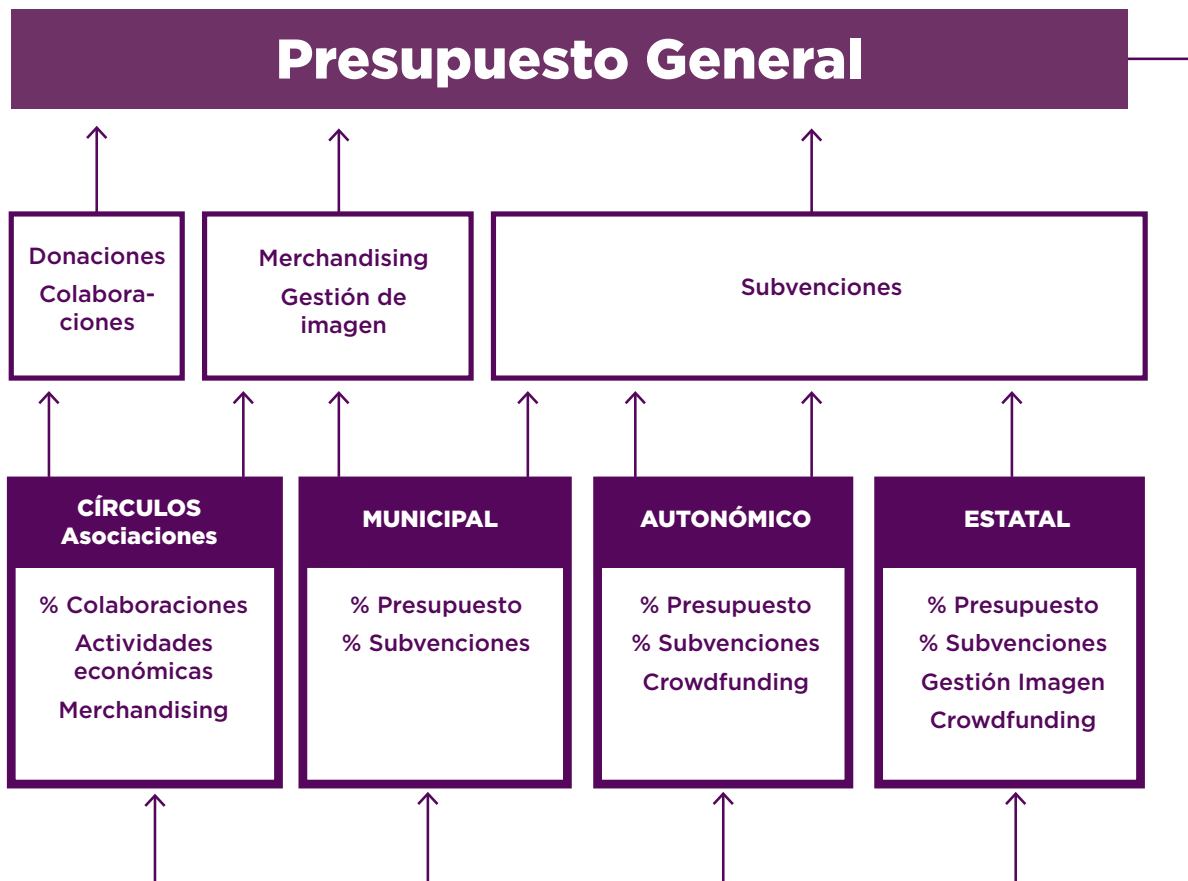 Presupuesto General
Donaciones
Colabora-
ciones
Merchandising
Gestión de
imagen
Subvenciones
CÍRCULOS
Asociaciones
% Colaboraciones
Actividades
económicas
Merchandising
MUNICIPAL
% Presupuesto
% Subvenciones
AUTONÓMICO
% Presupuesto
% Subvenciones
Crowdfunding
ESTATAL
% Presupuesto
% Subvenciones
Gestión Imagen
Crowdfunding